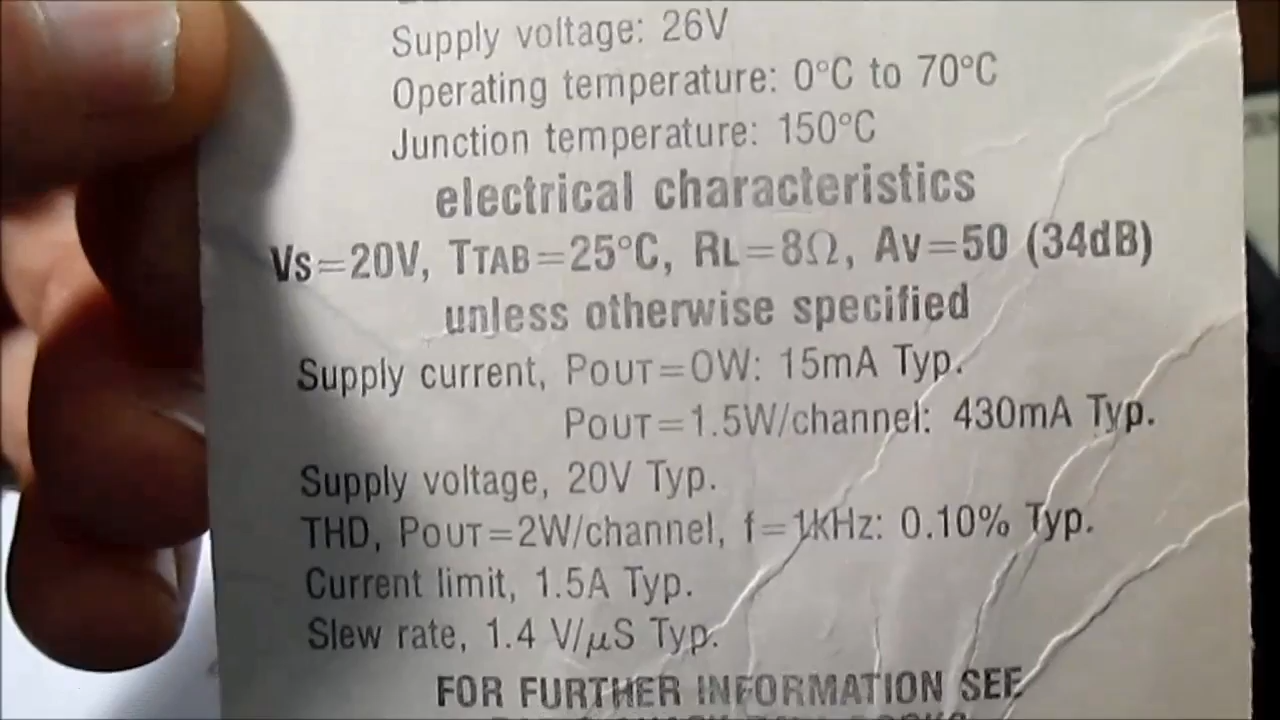 Supply voltage: 26V
Operating temperature: 0°C to 70°C
Junction temperature: 150°C
electrical characteristics
Vs=20V, TTAB=25°C, RL=8Ω, Av=50 (34dB)
unless otherwise specified
Supply current, POUT=0W: 15mA Typ.
POUT=1.5W/channel: 430mA Typ.
Supply voltage, 20V Typ.
THD, POUT=2W/channel, f=1kHz: 0.10% Typ.
Current limit, 1.5A Typ.
Slew rate, 1.4 V/µS Typ.
FOR FURTHER INFORMATION SEE